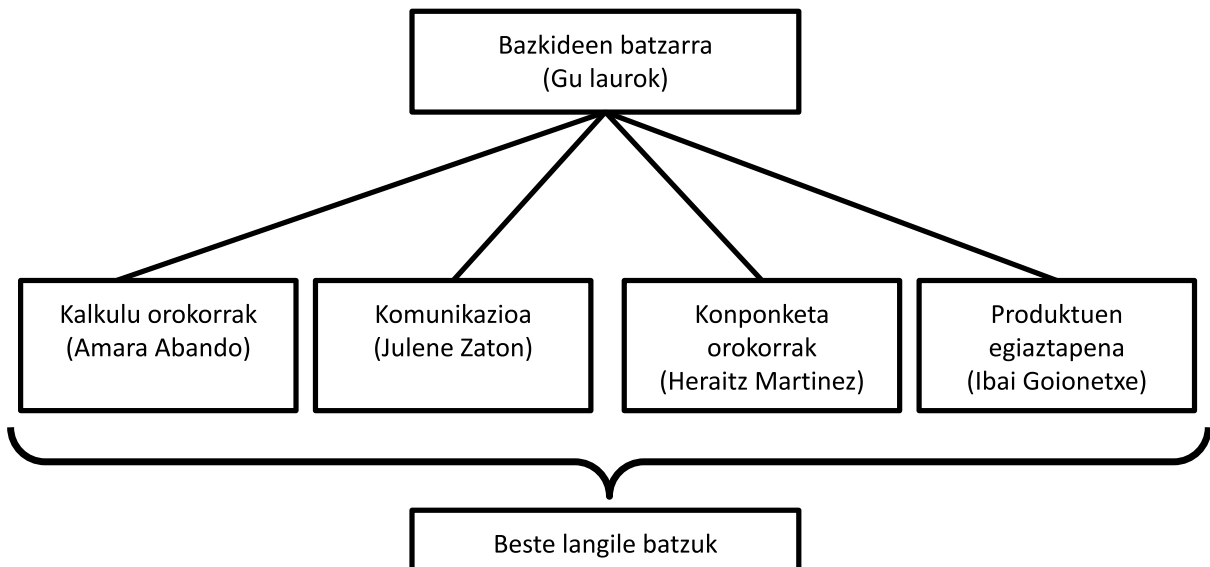 Bazkideen batzarra
(Gu laurok)
Kalkulu orokorrak
(Amara Abando)
Komunikazioa
(Julene Zaton)
Konponketa
orokorrak
(Heraitz Martinez)
Produktuen
egiaztapena
(Ibai Goionetxe)
Beste langile batzuk